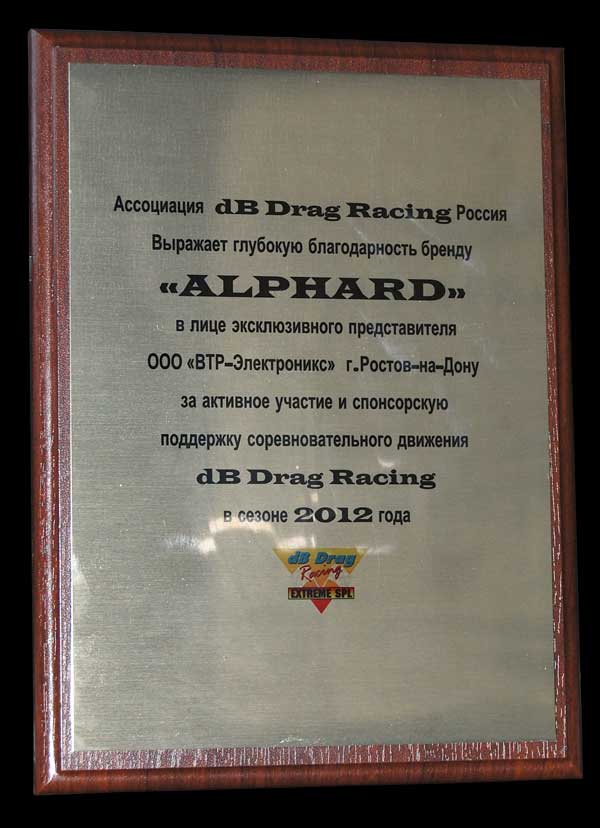 Ассоциация dB Drag Racing Россия
Выражает глубокую благодарность бренду
«ALPHARD»
в лице эксклюзивного представителя
ООО «ВТР-Электроникс» г.Ростов-на-Дону
за активное участие и спонсорскую
поддержку соревновательного движения
dB Drag Racing
в сезоне 2012 года
dB Drag
Racing
EXTREME SPL